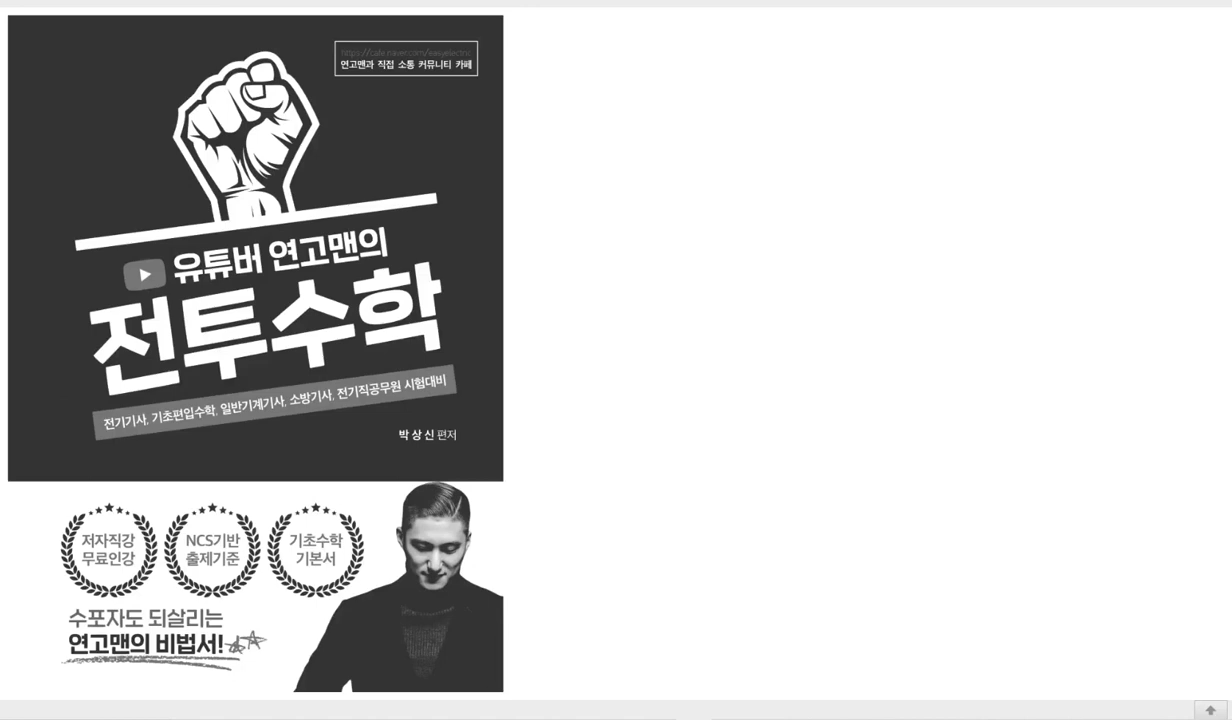 https://cafe.naver.com/easyelectric
연고맨과 직접 소통 커뮤니티 카페
유튜버 연고맨의
전투수학
전기기사, 기초편입수학, 일반기계기사, 소방기사, 전기직공무원 시험대비
박상신 편저
저자직강
무료인강
NCS기반
출제기준
기초수학
기본서
수포자도 되살리는
연고맨의 비법서!